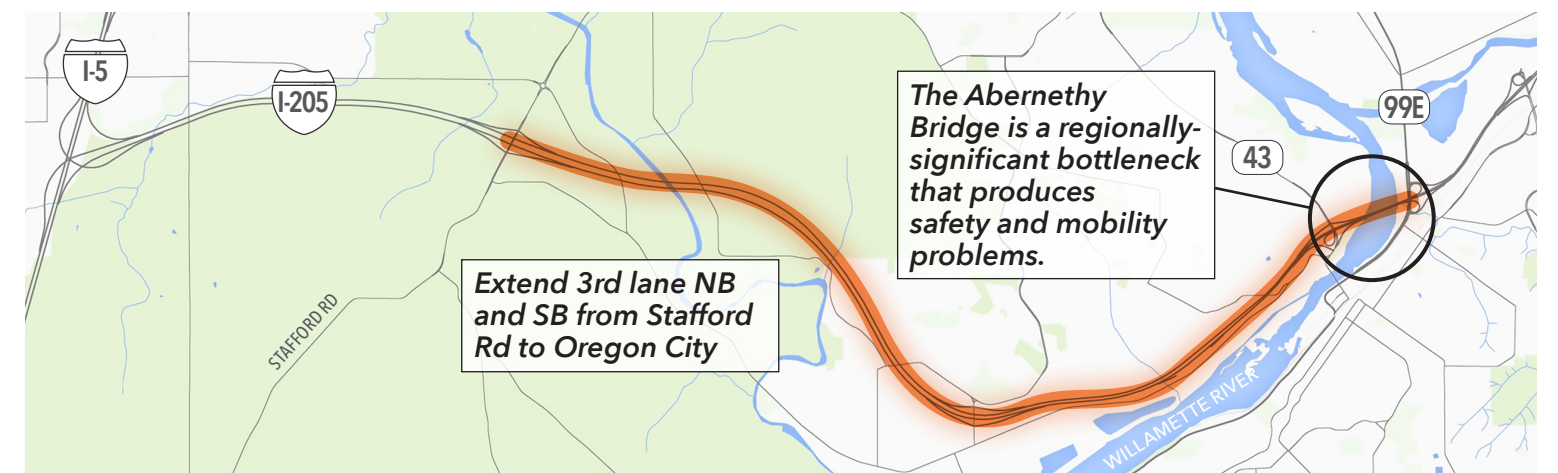 I-5
I-205
The Abernethy
Bridge is a regionally-
significant bottleneck
that produces
safety and mobility
problems.
99E
43
Extend 3rd lane NB
and SB from Stafford
Rd to Oregon City
STAFFORD RD
WILLAMETTE RIVER